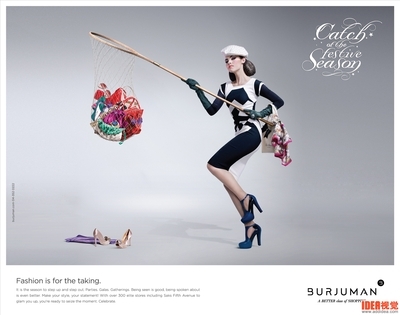 Catch
of the
festive
Season
Fashion is for the taking.
It is the season to step up and step out. Parties. Galas. Gatherings. Being seen is good, being spoken about
is even better. Make your style, your statement! With over 300 elite stores including Saks Fifth Avenue to
glam you up, you're ready to seize the moment. Celebrate.
BURJUMAN
A BETTER class of SHOPPING
IDEA视觉
www.addidea.com